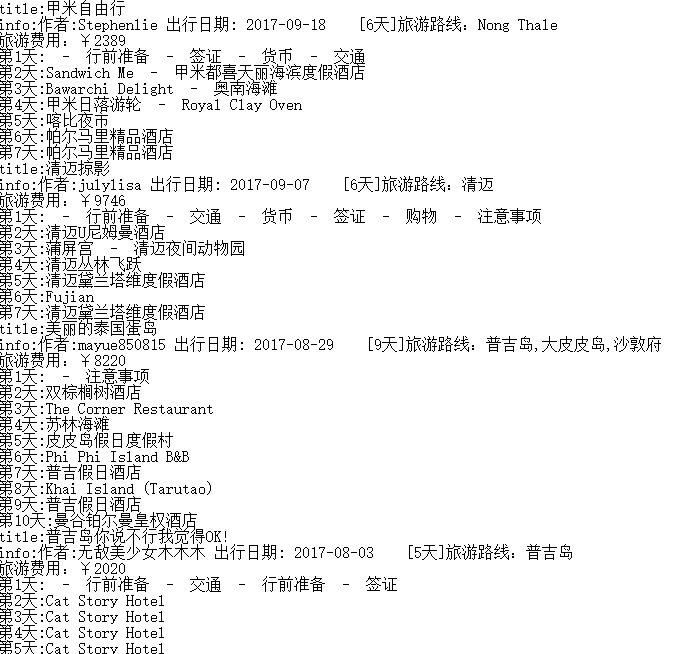 title:甲米自由行
info:作者:Stephenlie 出行日期: 2017-09-18    [6天]旅游路线：Nong Thale
旅游费用：￥2389
第1天:  -  行前准备  -  签证  -  货币  -  交通
第2天:Sandwich Me  -  甲米都喜天丽海滨度假酒店
第3天:Bawarchi Delight  -  奥南海滩
第4天:甲米日落游轮  -  Royal Clay Oven
第5天:喀比夜市
第6天:帕尔马里精品酒店
第7天:帕尔马里精品酒店
title:清迈掠影
info:作者:julylisa 出行日期: 2017-09-07    [6天]旅游路线：清迈
旅游费用：￥9746
第1天:  -  行前准备  -  交通  -  货币  -  签证  -  购物  -  注意事项
第2天:清迈U尼姆曼酒店
第3天:蒲屏宫  -  清迈夜间动物园
第4天:清迈丛林飞跃
第5天:清迈黛兰塔维度假酒店
第6天:Fujian
第7天:清迈黛兰塔维度假酒店
title:美丽的泰国蛋岛
info:作者:mayue850815 出行日期: 2017-08-29    [9天]旅游路线：普吉岛,大皮皮岛,沙敦府
旅游费用：￥8220
第1天:  -  注意事项
第2天:双棕榈树酒店
第3天:The Corner Restaurant
第4天:苏林海滩
第5天:皮皮岛假日度假村
第6天:Phi Phi Island B&B
第7天:普吉假日酒店
第8天:Khai Island (Tarutao)
第9天:普吉假日酒店
第10天:曼谷铂尔曼皇权酒店
title:普吉岛你说不行我觉得OK!
info:作者:无敌美少女木木木 出行日期: 2017-08-03    [5天]旅游路线：普吉岛
旅游费用：￥2020
第1天:  -  行前准备  -  交通  -  行前准备  -  签证
第2天:Cat Story Hotel
第3天:Cat Story Hotel
第4天:Cat Story Hotel
第5天:Cat Story Hotel